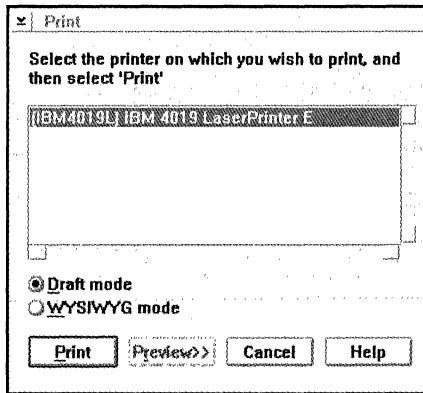 Print
Select the printer on which you wish to print, and
then select 'Print'
[IBM4019L] IBM 4019 LaserPrinter E
Draft mode
WYSIWYG mode
Print Preview>> Cancel Help